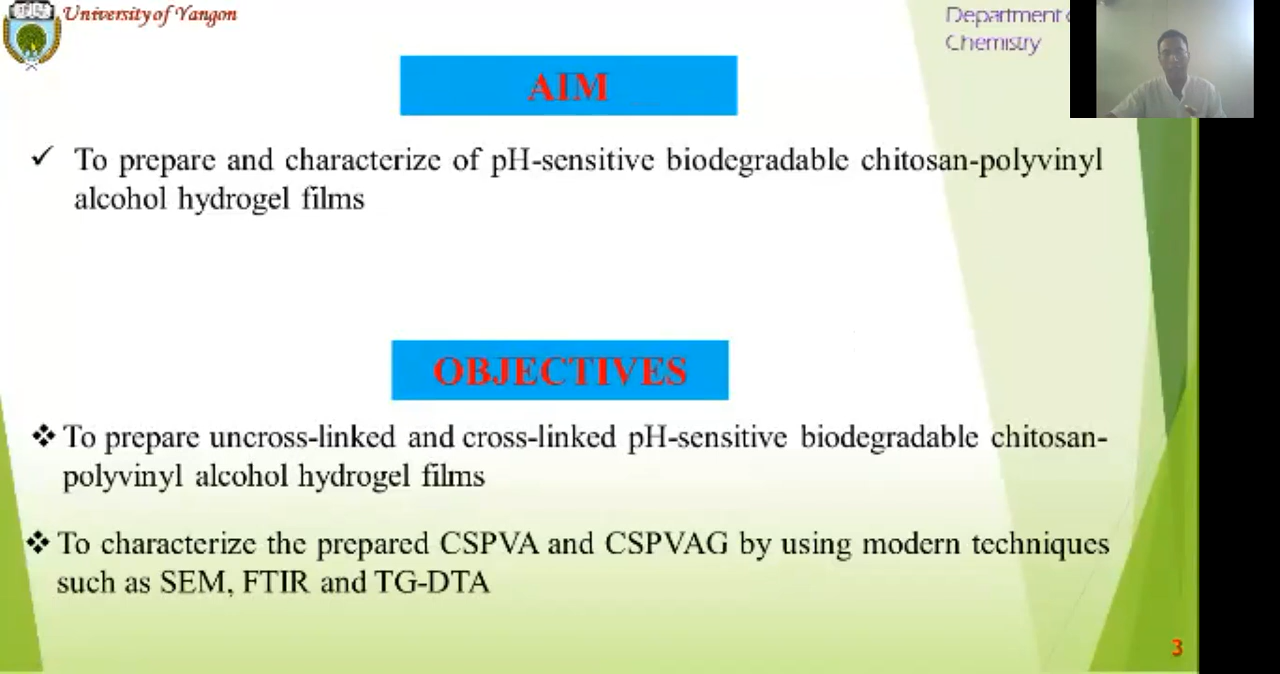 University of Yangon
Department
Chemistry
AIM
✓ To prepare and characterize of pH-sensitive biodegradable chitosan-polyvinyl
alcohol hydrogel films
OBJECTIVES
❖ To prepare uncross-linked and cross-linked pH-sensitive biodegradable chitosan-
polyvinyl alcohol hydrogel films
❖ To characterize the prepared CSPVA and CSPVAG by using modern techniques
such as SEM, FTIR and TG-DTA
3